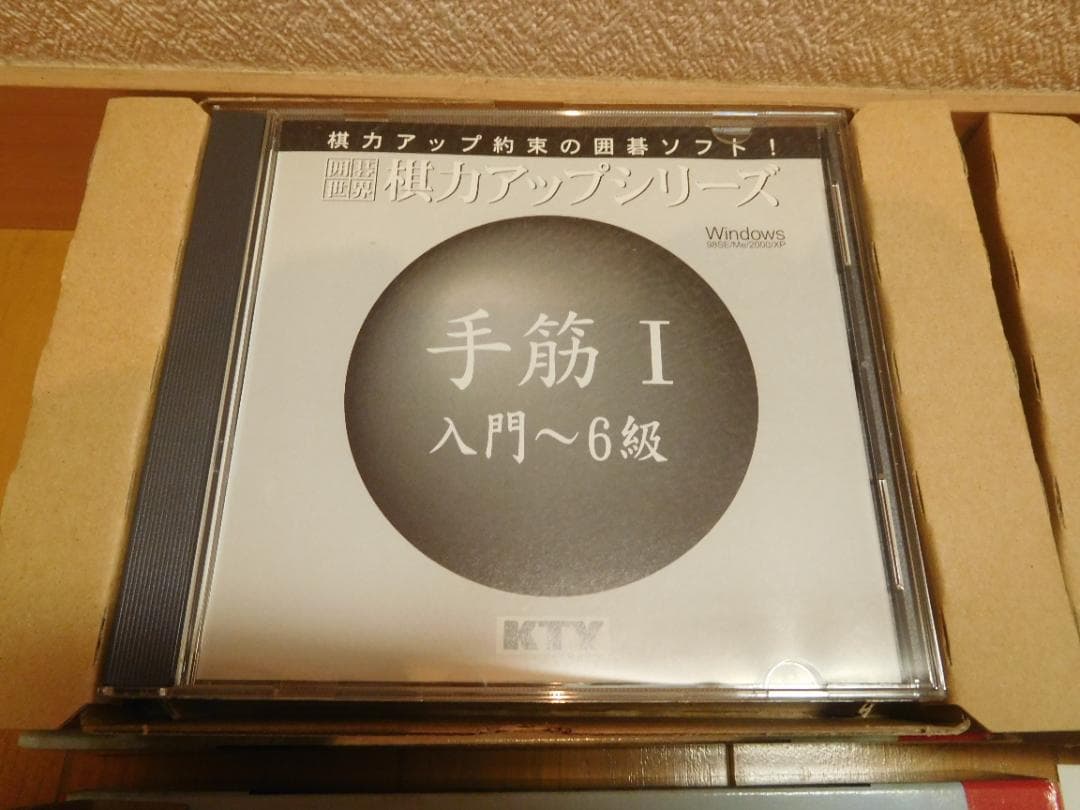 棋力アップ約束の囲碁ソフト!
囲碁世界 棋力アップシリーズ
Windows
98SE/Me/2000/XP
手筋 I
入門～6級
KTX